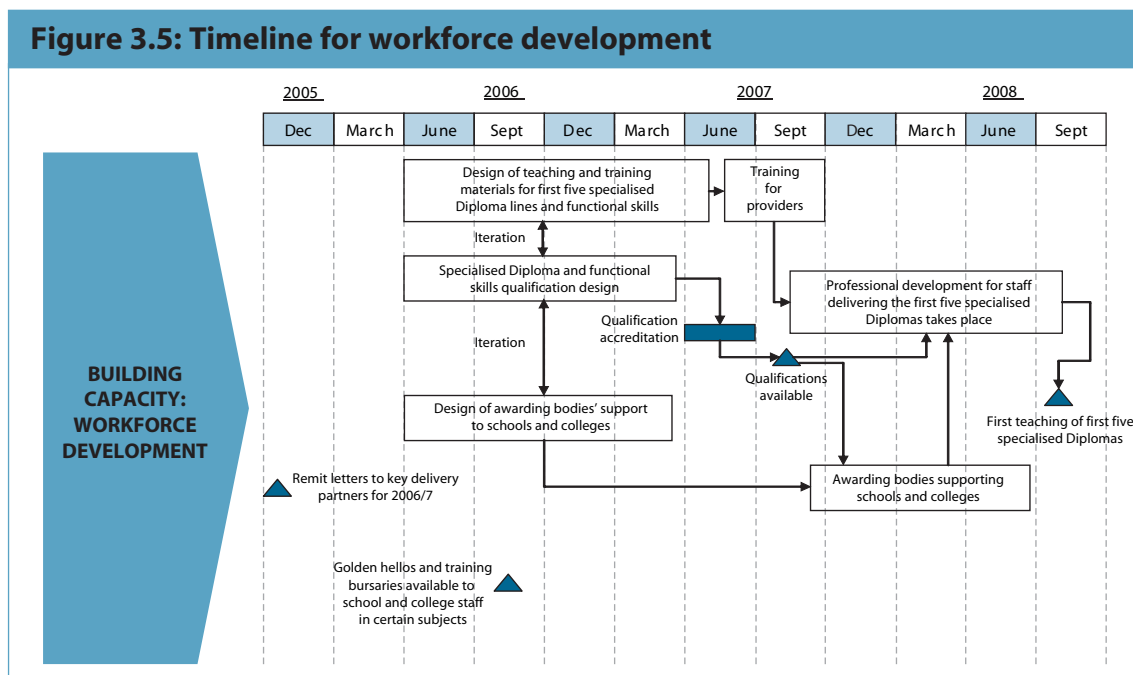 Figure 3.5: Timeline for workforce development
2005
2006
2007
2008
Dec
March
June
Sept
Dec
March
June
Sept
Dec
March
June
Sept
Design of teaching and training
materials for first five specialised
Diploma lines and functional skills
Training
for
providers
Iteration
Specialised Diploma and functional
skills qualification design
Professional development for staff
delivering the first five specialised
Diplomas takes place
Qualification
accreditation
Iteration
Qualifications
available
BUILDING
CAPACITY:
WORKFORCE
DEVELOPMENT
Design of awarding bodies' support
to schools and colleges
First teaching of first five
specialised Diplomas
Remit letters to key delivery
partners for 2006/7
Awarding bodies supporting
schools and colleges
Golden hellos and training
bursaries available to
school and college staff
in certain subjects